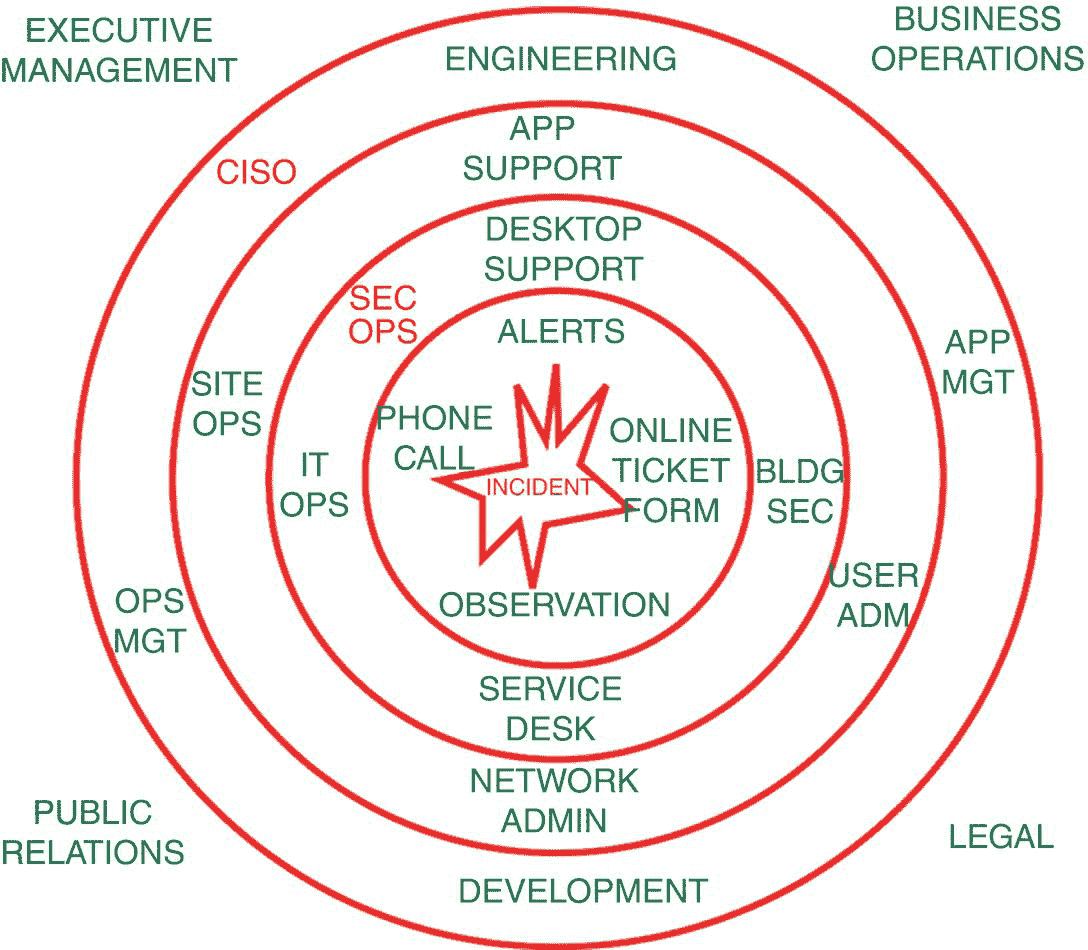 EXECUTIVE
MANAGEMENT
BUSINESS
OPERATIONS
ENGINEERING
APP
SUPPORT
CISO
DESKTOP
SUPPORT
SEC
OPS
ALERTS
APP
MGT
SITE
OPS
PHONE
CALL
ONLINE
TICKET
FORM
IT
OPS
INCIDENT
BLDG
SEC
USER
ADM
OPS
MGT
OBSERVATION
SERVICE
DESK
NETWORK
ADMIN
PUBLIC
RELATIONS
LEGAL
DEVELOPMENT